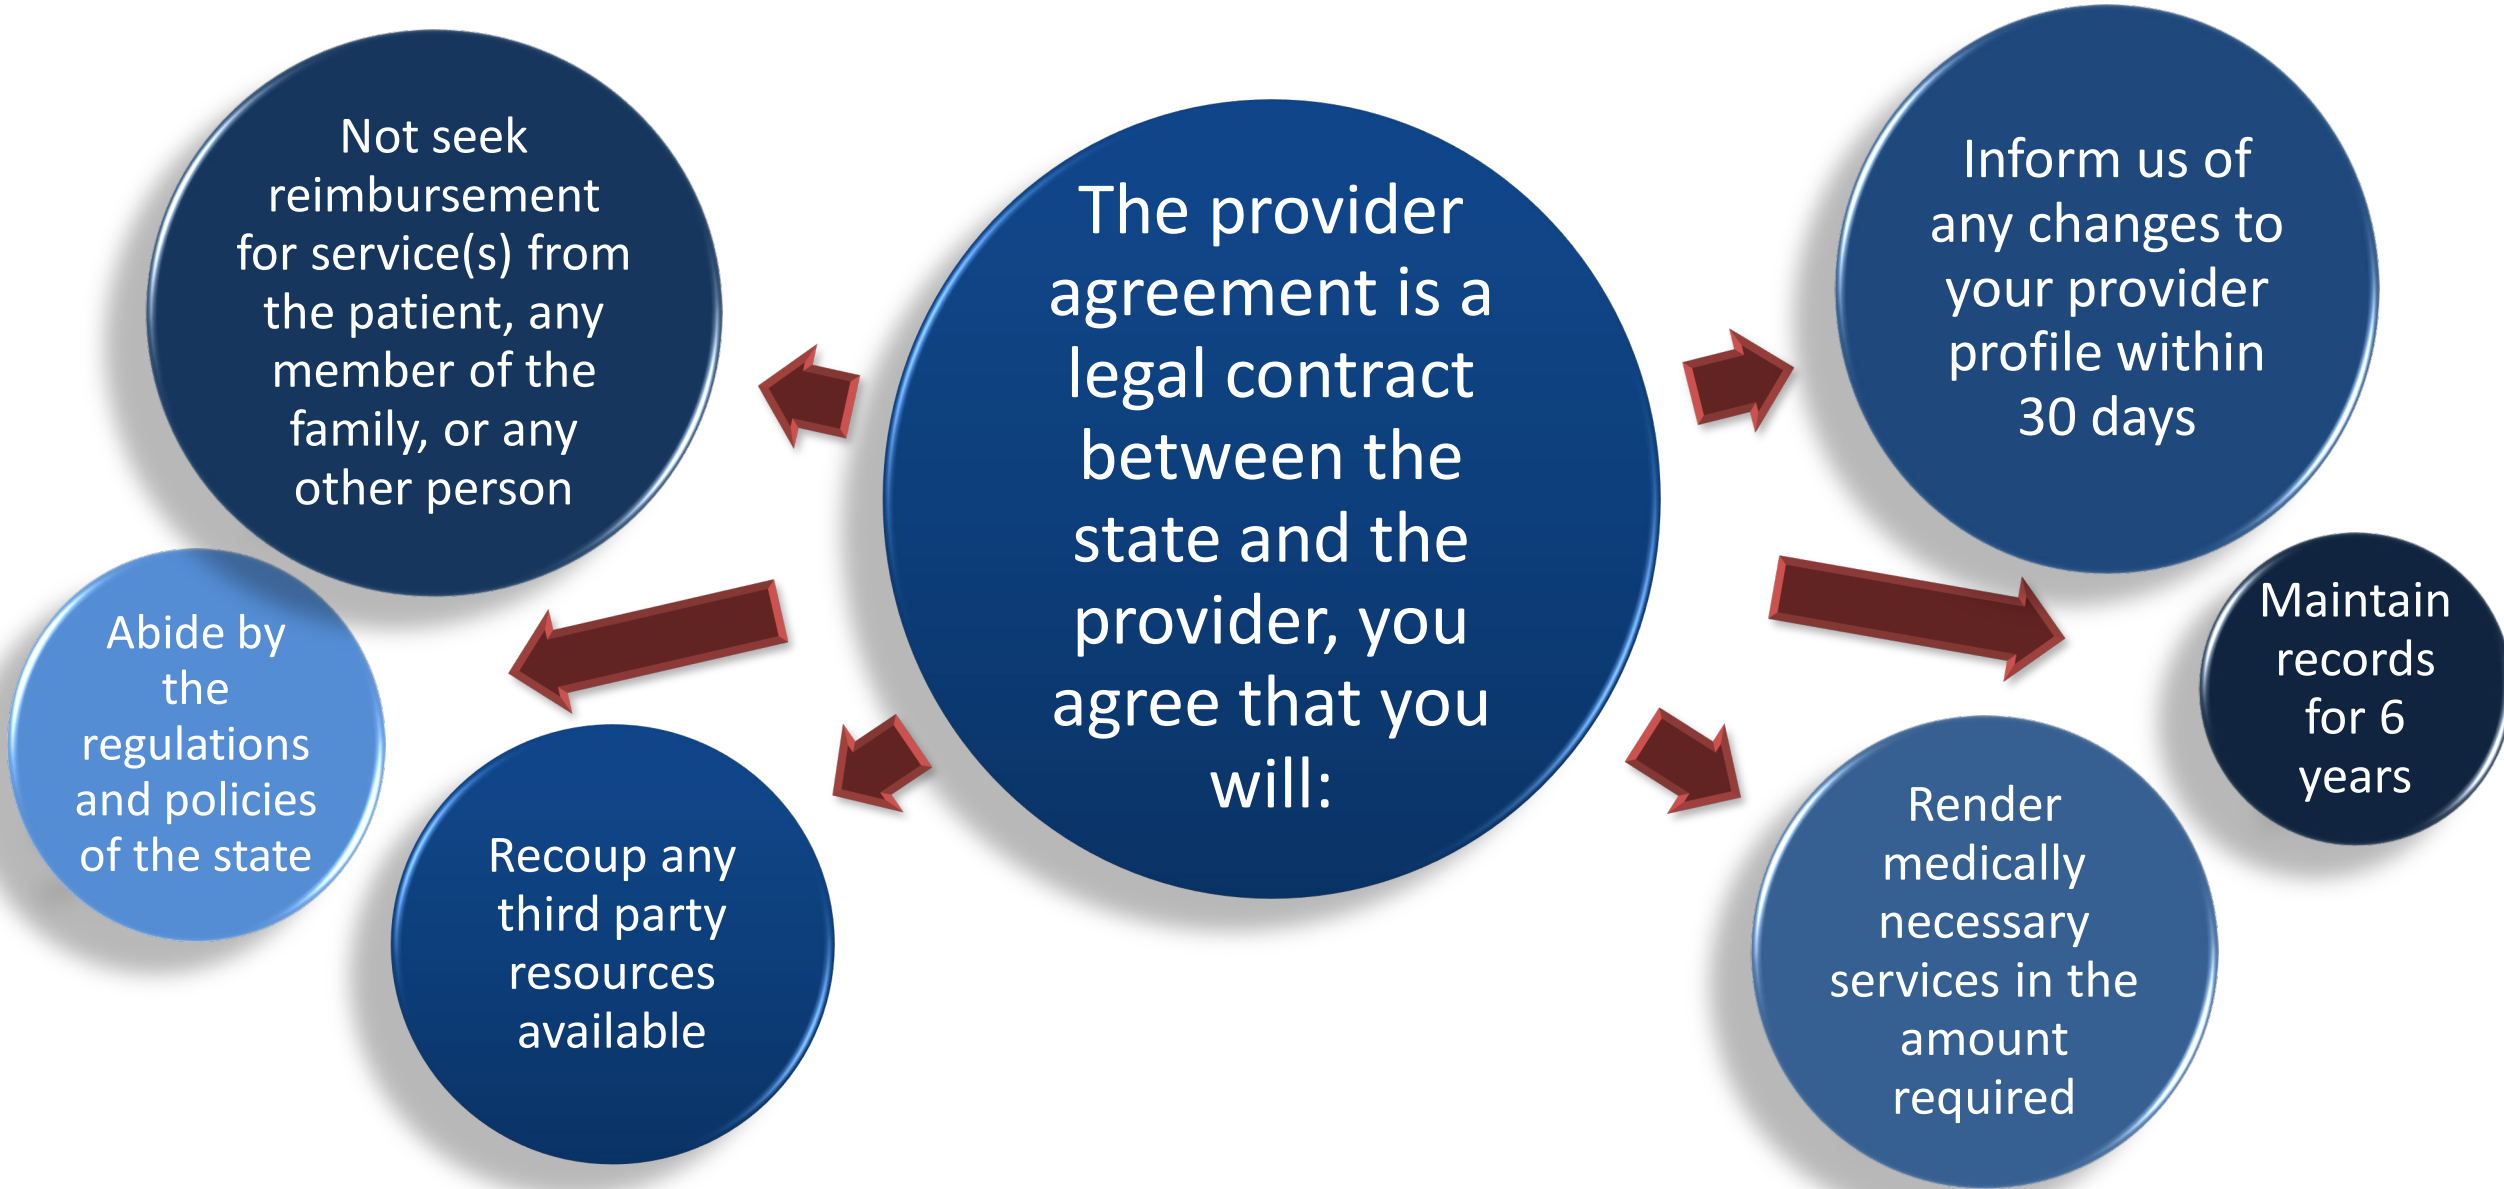 The provider
agreement is a
legal contract
between the
state and the
provider, you
agree that you
will:
Not seek
reimbursement
for service(s) from
the patient, any
member of the
family, or any
other person
Abide by
the
regulations
and policies
of the state
Recoup any
third party
resources
available
Inform us of
any changes to
your provider
profile within
30 days
Maintain
records
for 6
years
Render
medically
necessary
services in the
amount
required